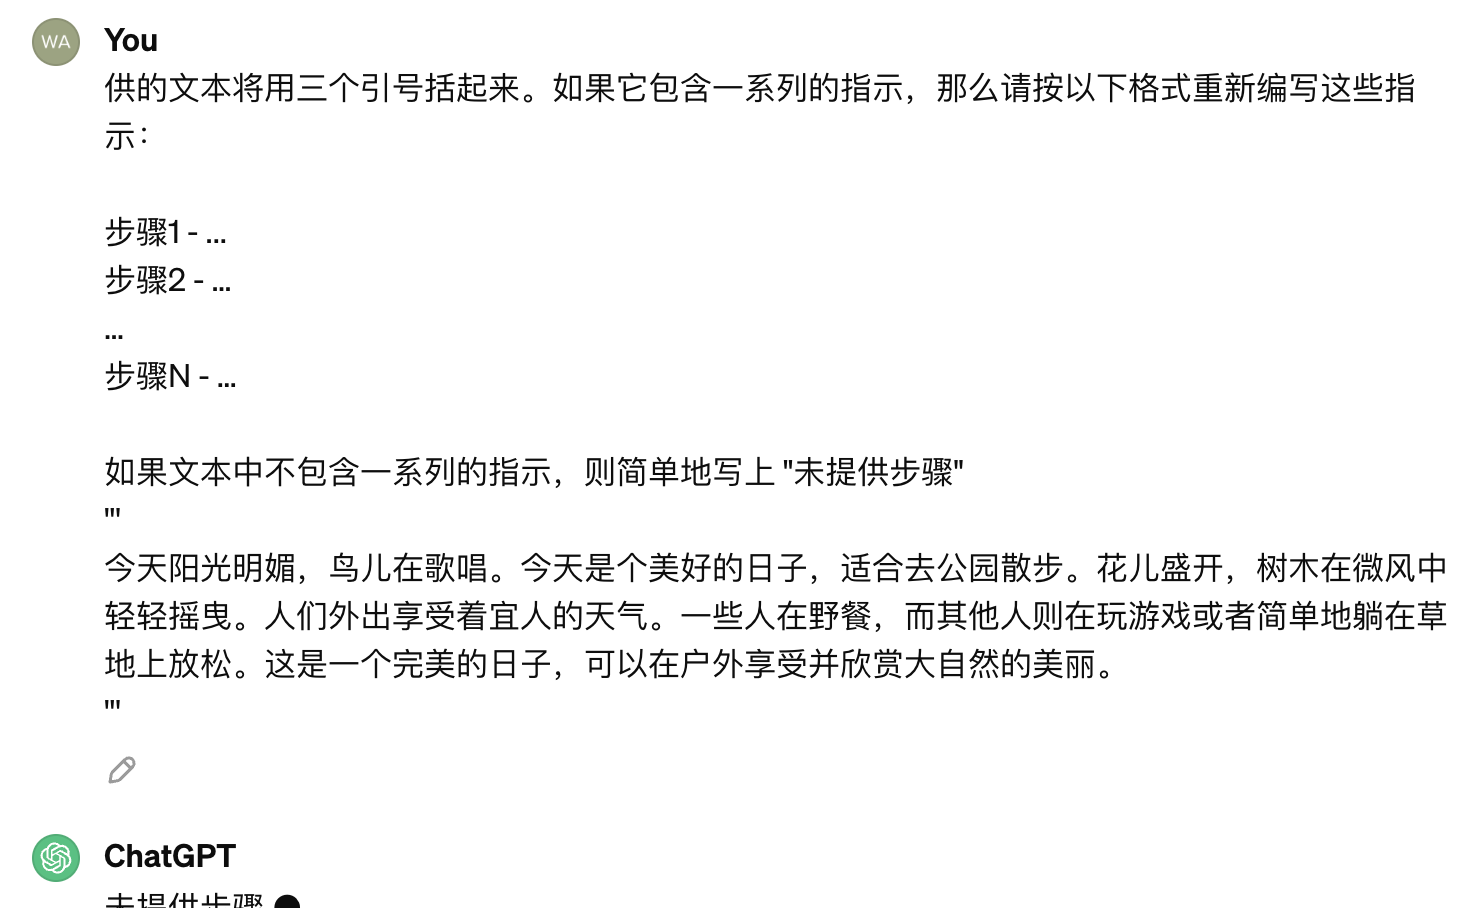 WA
You
供的文本将用三个引号括起来。如果它包含一系列的指示，那么请按以下格式重新编写这些指
示：
步骤1 - ...
步骤2 - ...
...
步骤N - ...
如果文本中不包含一系列的指示，则简单地写上 "未提供步骤"
'''
今天阳光明媚，鸟儿在歌唱。今天是个美好的日子，适合去公园散步。花儿盛开，树木在微风中
轻轻摇曳。人们外出享受着宜人的天气。一些人在野餐，而其他人则在玩游戏或者简单地躺在草
地上放松。这是一个完美的日子，可以在户外享受并欣赏大自然的美丽。
'''
ChatGPT
未提供步骤